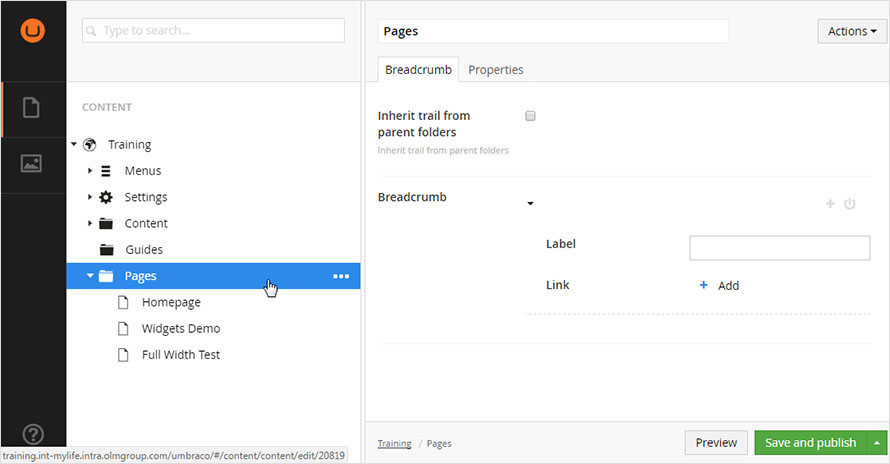 Type to search...
CONTENT
Training
Menus
Settings
Content
Guides
Pages
Homepage
Widgets Demo
Full Width Test
training.int-mylife.intra.olmgroup.com/umbraco/#/content/content/edit/20819
Pages
Actions
Breadcrumb Properties
Inherit trail from
parent folders
Inherit trail from parent folders
Breadcrumb
Label
Link
+ Add
Training / Pages
Preview Save and publish